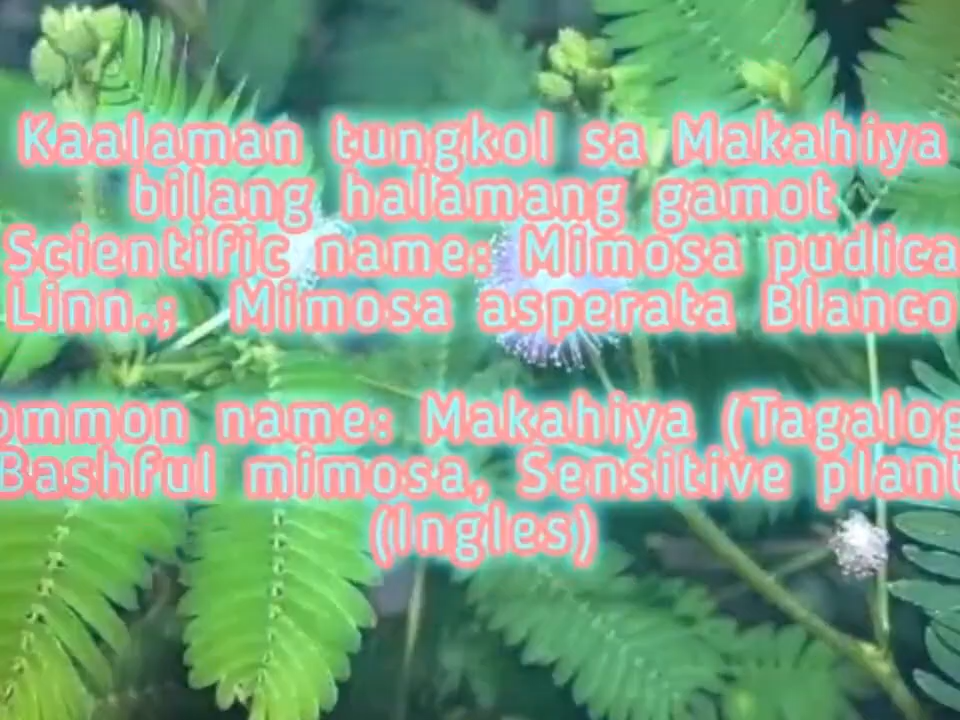 Kaalaman tungkol sa Makahiya
bilang halamang gamot
Scientific name: Mimosa pudica
Linn.; Mimosa asperata Blanco
ommon name: Makahiya (Tagalog
Bashful mimosa, Sensitive plant
(Ingles)